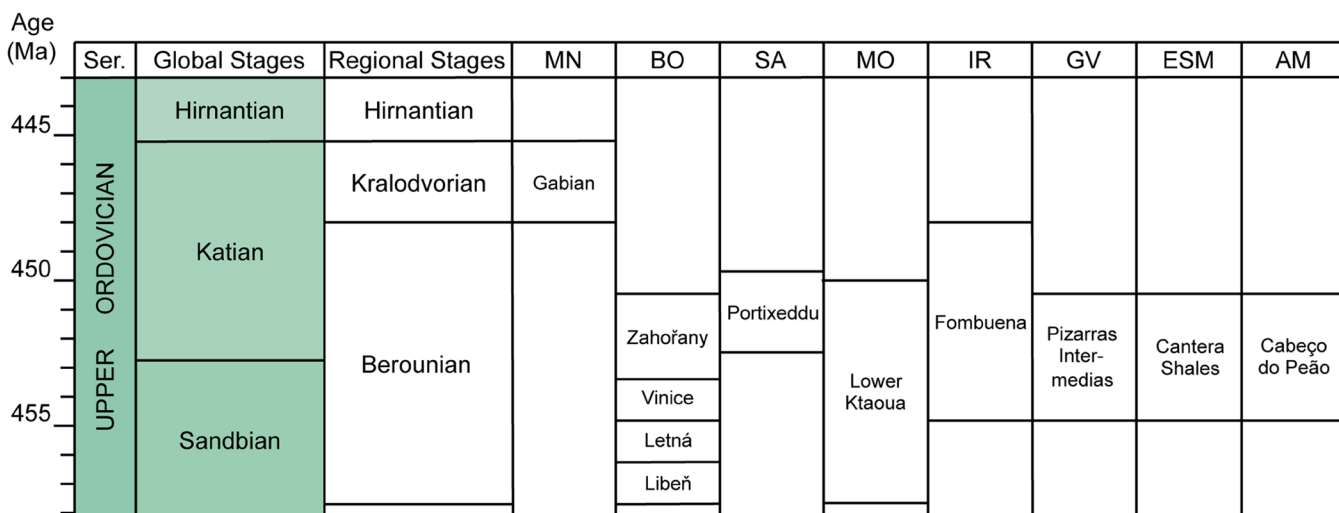 Age
(Ma)
Ser. Global Stages Regional Stages MN BO SA MO IR GV ESM AM
445
450
455
UPPER ORDOVICIAN
Hirnantian
Katian
Sandbian
Hirnantian
Kralodvorian
Berounian
Gabian
Zahořany
Vinice
Letná
Libeň
Portixeddu
Lower
Ktaoua
Fombuena
Pizarras
Inter-
medias
Cantera
Shales
Cabeço
do Peão